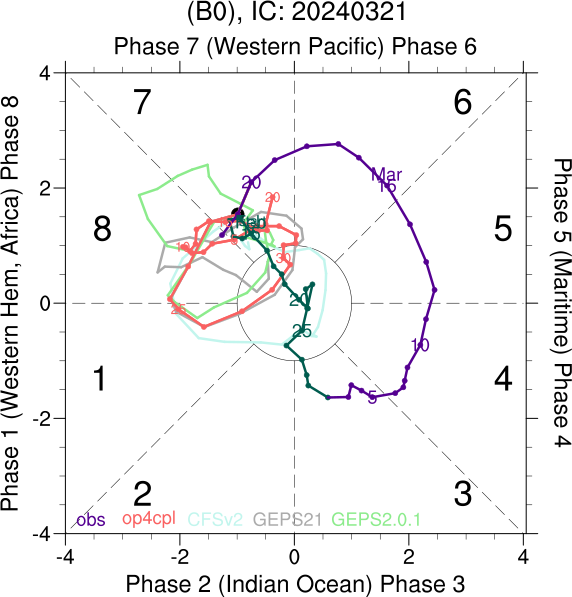 (B0), IC: 20240321
Phase 7 (Western Pacific) Phase 6
Phase 1 (Western Hem, Africa) Phase 8
Phase 5 (Maritime) Phase 4
4
2
0
-2
-4
7
6
8
5
1
4
2
3
20
Mar
15
20
10
30
20
25
25
5
obs
op4cpl
CFSv2
GEPS21
GEPS2.0.1
-4
-2
0
2
4
Phase 2 (Indian Ocean) Phase 3